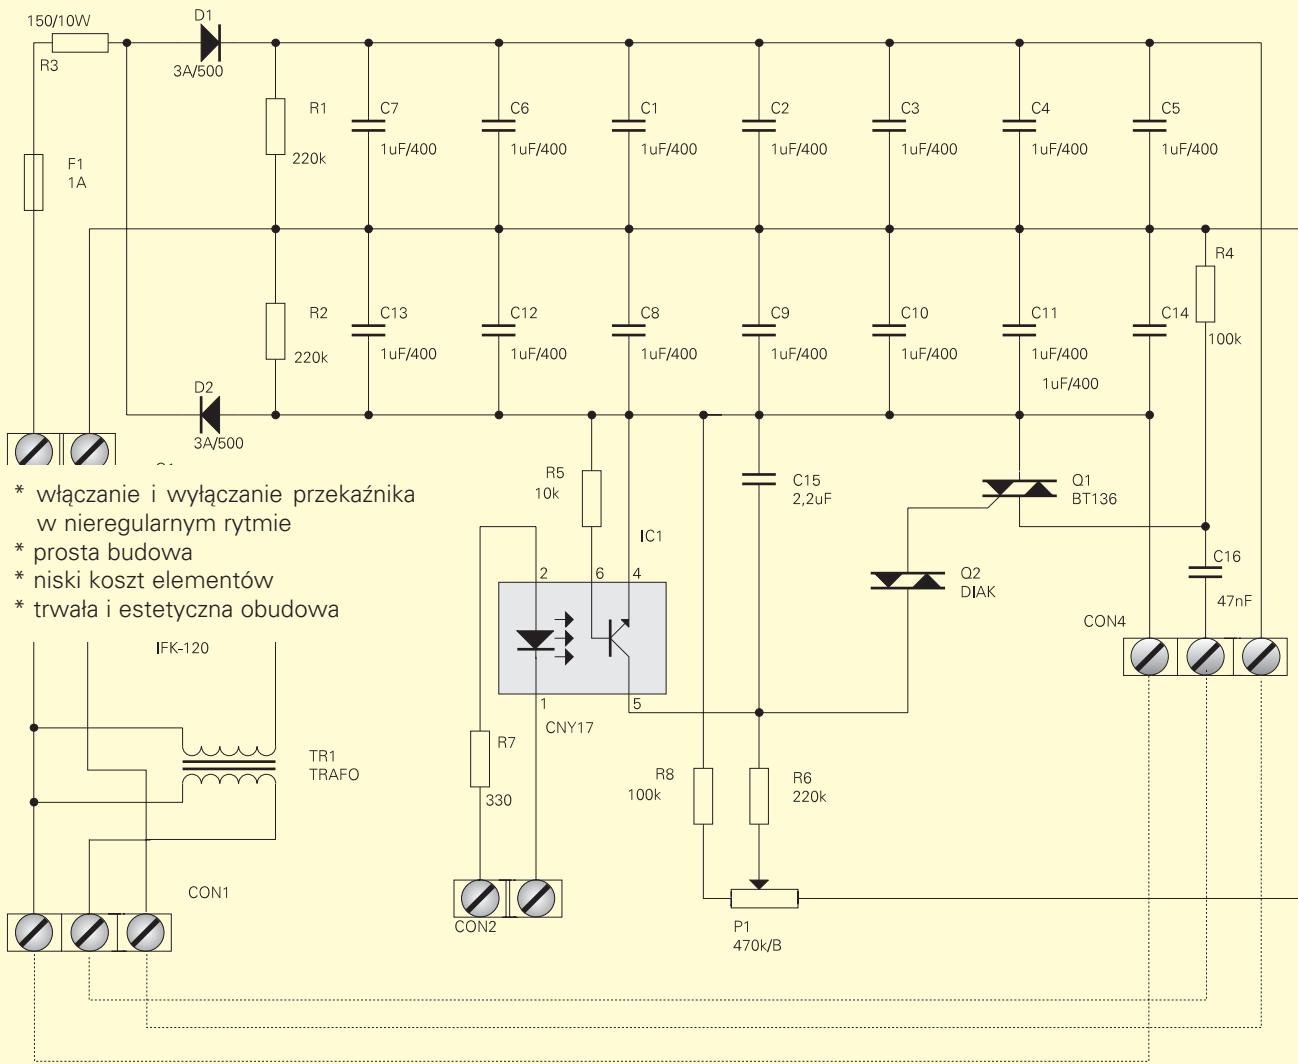 150/10W
D1
R3
3A/500
F1
1A
R1
220k
C7
1uF/400
C6
1uF/400
C1
1uF/400
C2
1uF/400
C3
1uF/400
C4
1uF/400
C5
1uF/400
R4
100k
R2
220k
C13
1uF/400
C12
1uF/400
C8
1uF/400
C9
1uF/400
C10
1uF/400
C11
1uF/400
1uF/400
C14
D2
3A/500
* włączanie i wyłączanie przekaźnika
w nieregularnym rytmie
* prosta budowa
* niski koszt elementów
* trwała i estetyczna obudowa
R5
10k
C15
2,2uF
Q1
BT136
IC1
2
6
4
Q2
DIAK
C16
47nF
CON4
IFK-120
1
5
CNY17
TR1
TRAFO
R7
330
R8
100k
R6
220k
CON1
CON2
P1
470k/B